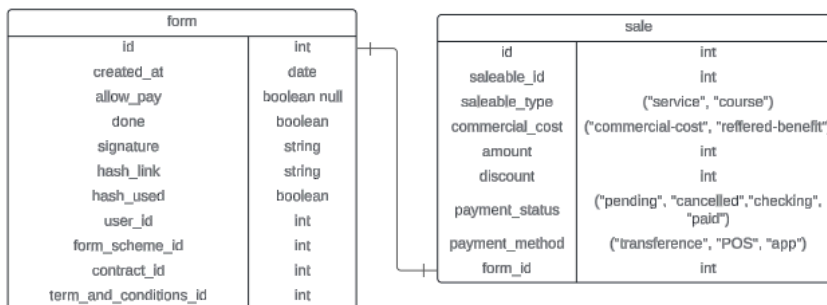 form
id int
created_at date
allow_pay boolean null
done boolean
signature string
hash_link string
hash_used boolean
user_id int
form_scheme_id int
contract_id int
term_and_conditions_id int
sale
id int
saleable_id int
saleable_type ("service", "course")
commercial_cost ("commercial-cost", "reffered-benefit")
amount int
discount int
payment_status ("pending", "cancelled","checking",
"paid")
payment_method ("transference", "POS", "app")
form_id int